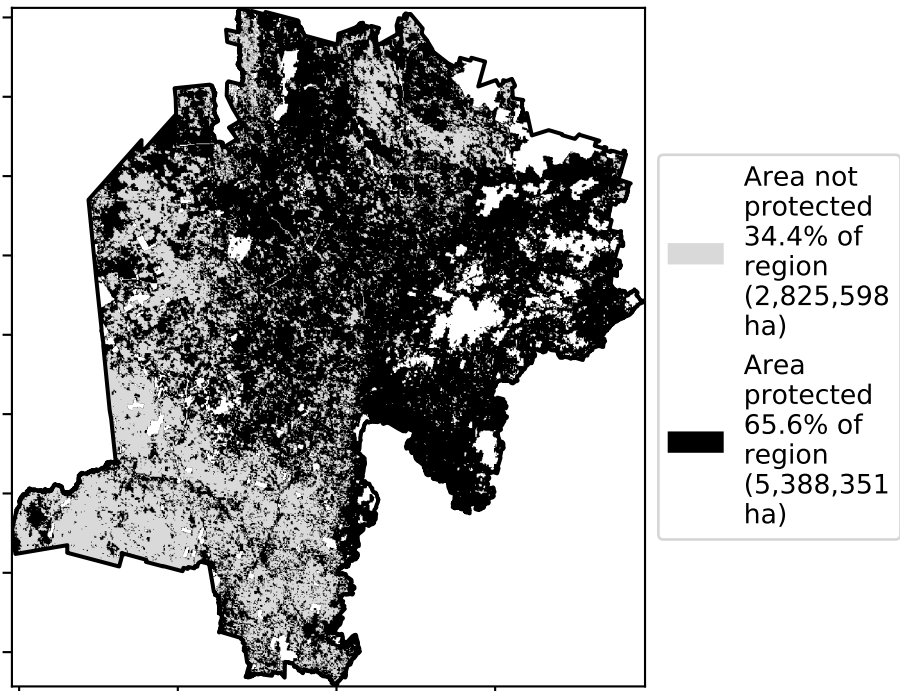 Area not
protected
34.4% of
region
(2,825,598
ha)
Area
protected
65.6% of
region
(5,388,351
ha)